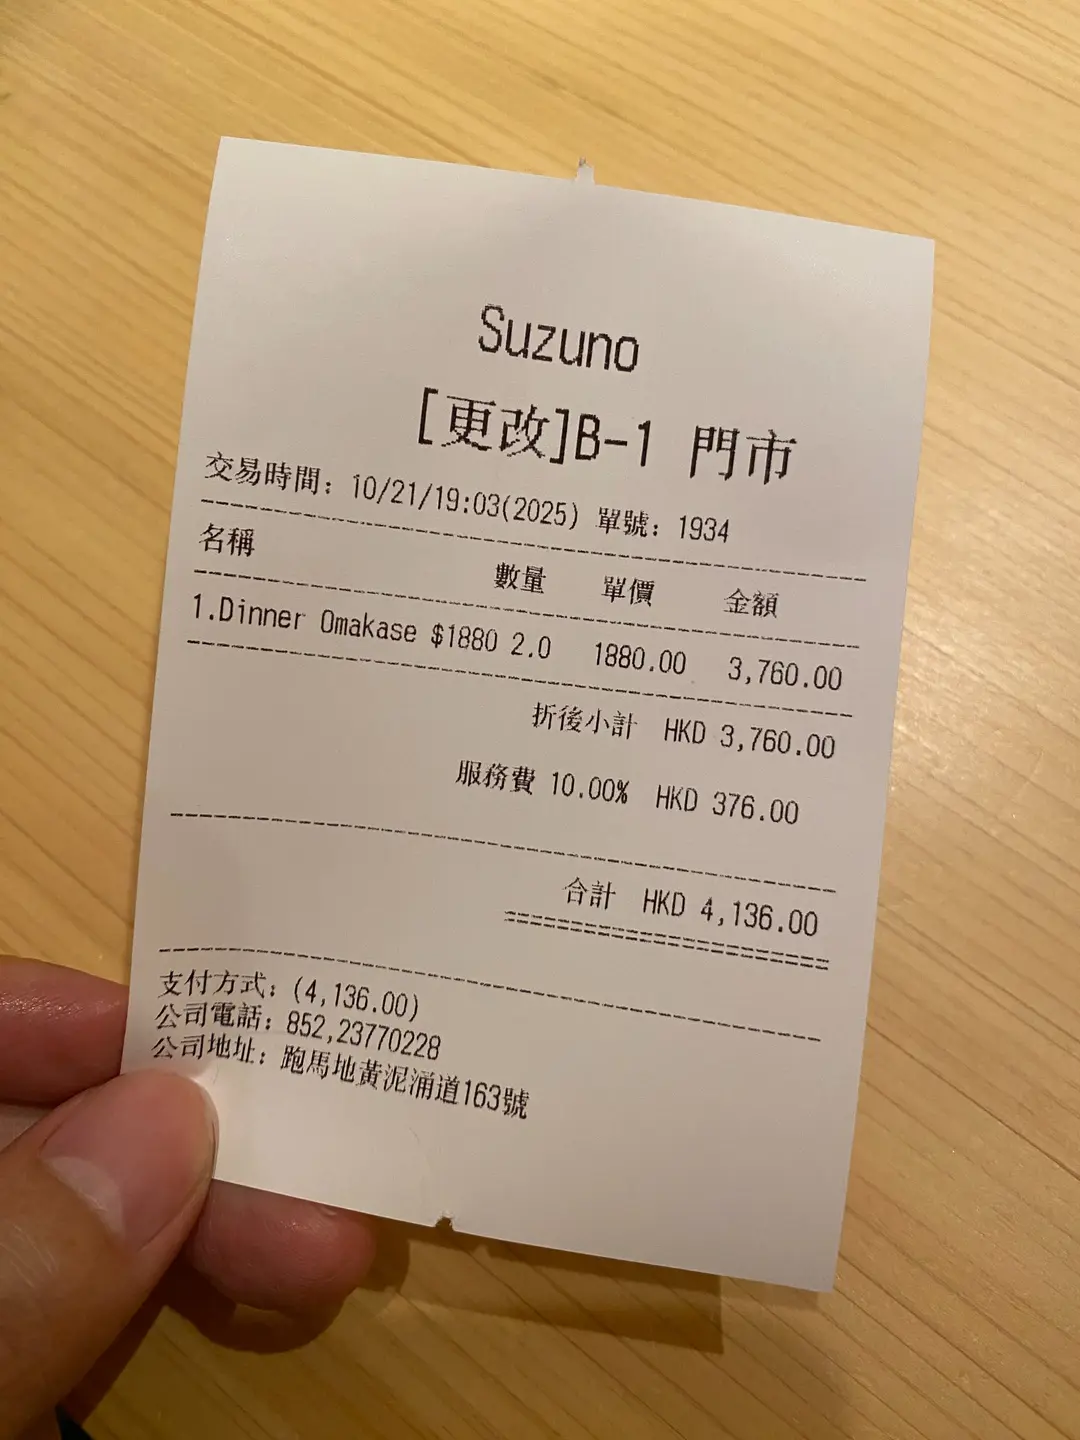 Suzuno
[更改]B-1 門市
交易時間: 10/21/19:03(2025) 單號: 1934
名稱 數量 單價 金額
1.Dinner Omakase $1880 2.0 1880.00 3,760.00
折後小計 HKD 3,760.00
服務費 10.00% HKD 376.00
合計 HKD 4,136.00
支付方式: (4,136.00)
公司電話: 852,23770228
公司地址: 跑馬地黃泥涌道163號